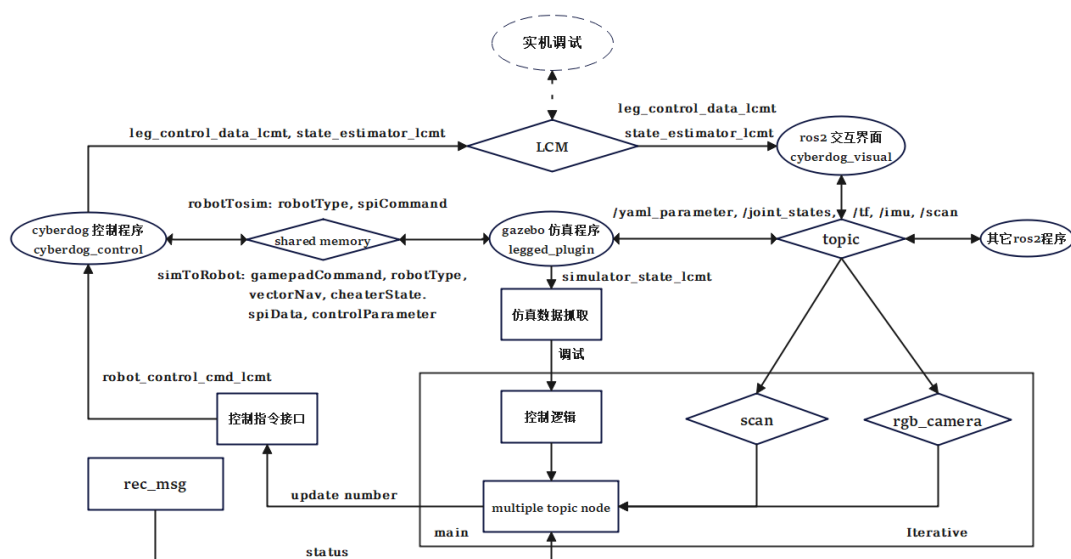 实机调试
leg_control_data_lcmt
leg_control_data_lcmt, state_estimator_lcmt
LCM
state_estimator_lcmt
ros2 交互界面
cyberdog_visual
robotTosim: robotType, spiCommand
/yaml_parameter, /joint_states, /tf, /imu, /scan
cyberdog 控制程序
cyberdog_control
shared memory
gazebo 仿真程序
legged_plugin
topic
其它ros2程序
simToRobot: gamepadCommand, robotType,
vectorNav, cheaterState.
spiData, controlParameter
simulator_state_lcmt
仿真数据抓取
调试
robot_control_cmd_lcmt
控制指令接口
控制逻辑
scan
rgb_camera
rec_msg
update number
multiple topic node
main
Iterative
status